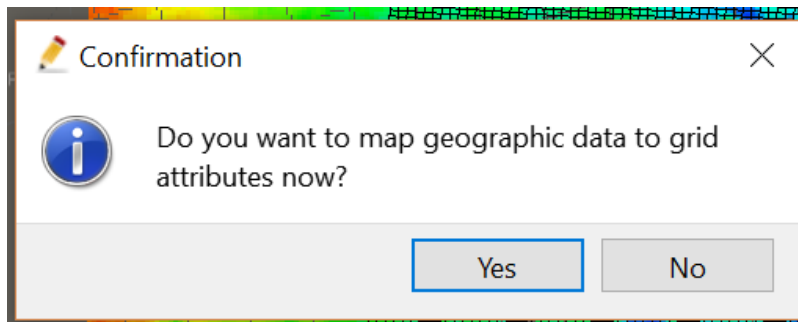 Confirmation
Do you want to map geographic data to grid
attributes now?
Yes
No